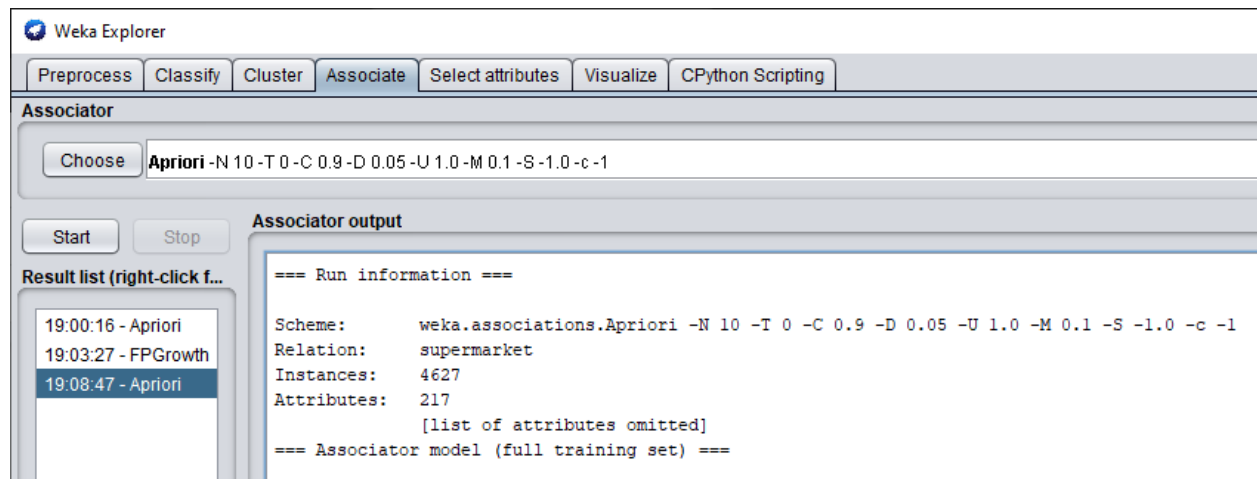 Weka Explorer
Preprocess Classify Cluster Associate Select attributes Visualize CPython Scripting
Associator
Choose Apriori -N 10 -T 0 -C 0.9 -D 0.05 -U 1.0 -M 0.1 -S -1.0 -c -1
Start Stop
Result list (right-click f...
19:00:16 - Apriori
19:03:27 - FPGrowth
19:08:47 - Apriori
Associator output
=== Run information ===
Scheme: weka.associations.Apriori -N 10 -T 0 -C 0.9 -D 0.05 -U 1.0 -M 0.1 -S -1.0 -c -1
Relation: supermarket
Instances: 4627
Attributes: 217
[list of attributes omitted]
=== Associator model (full training set) ===